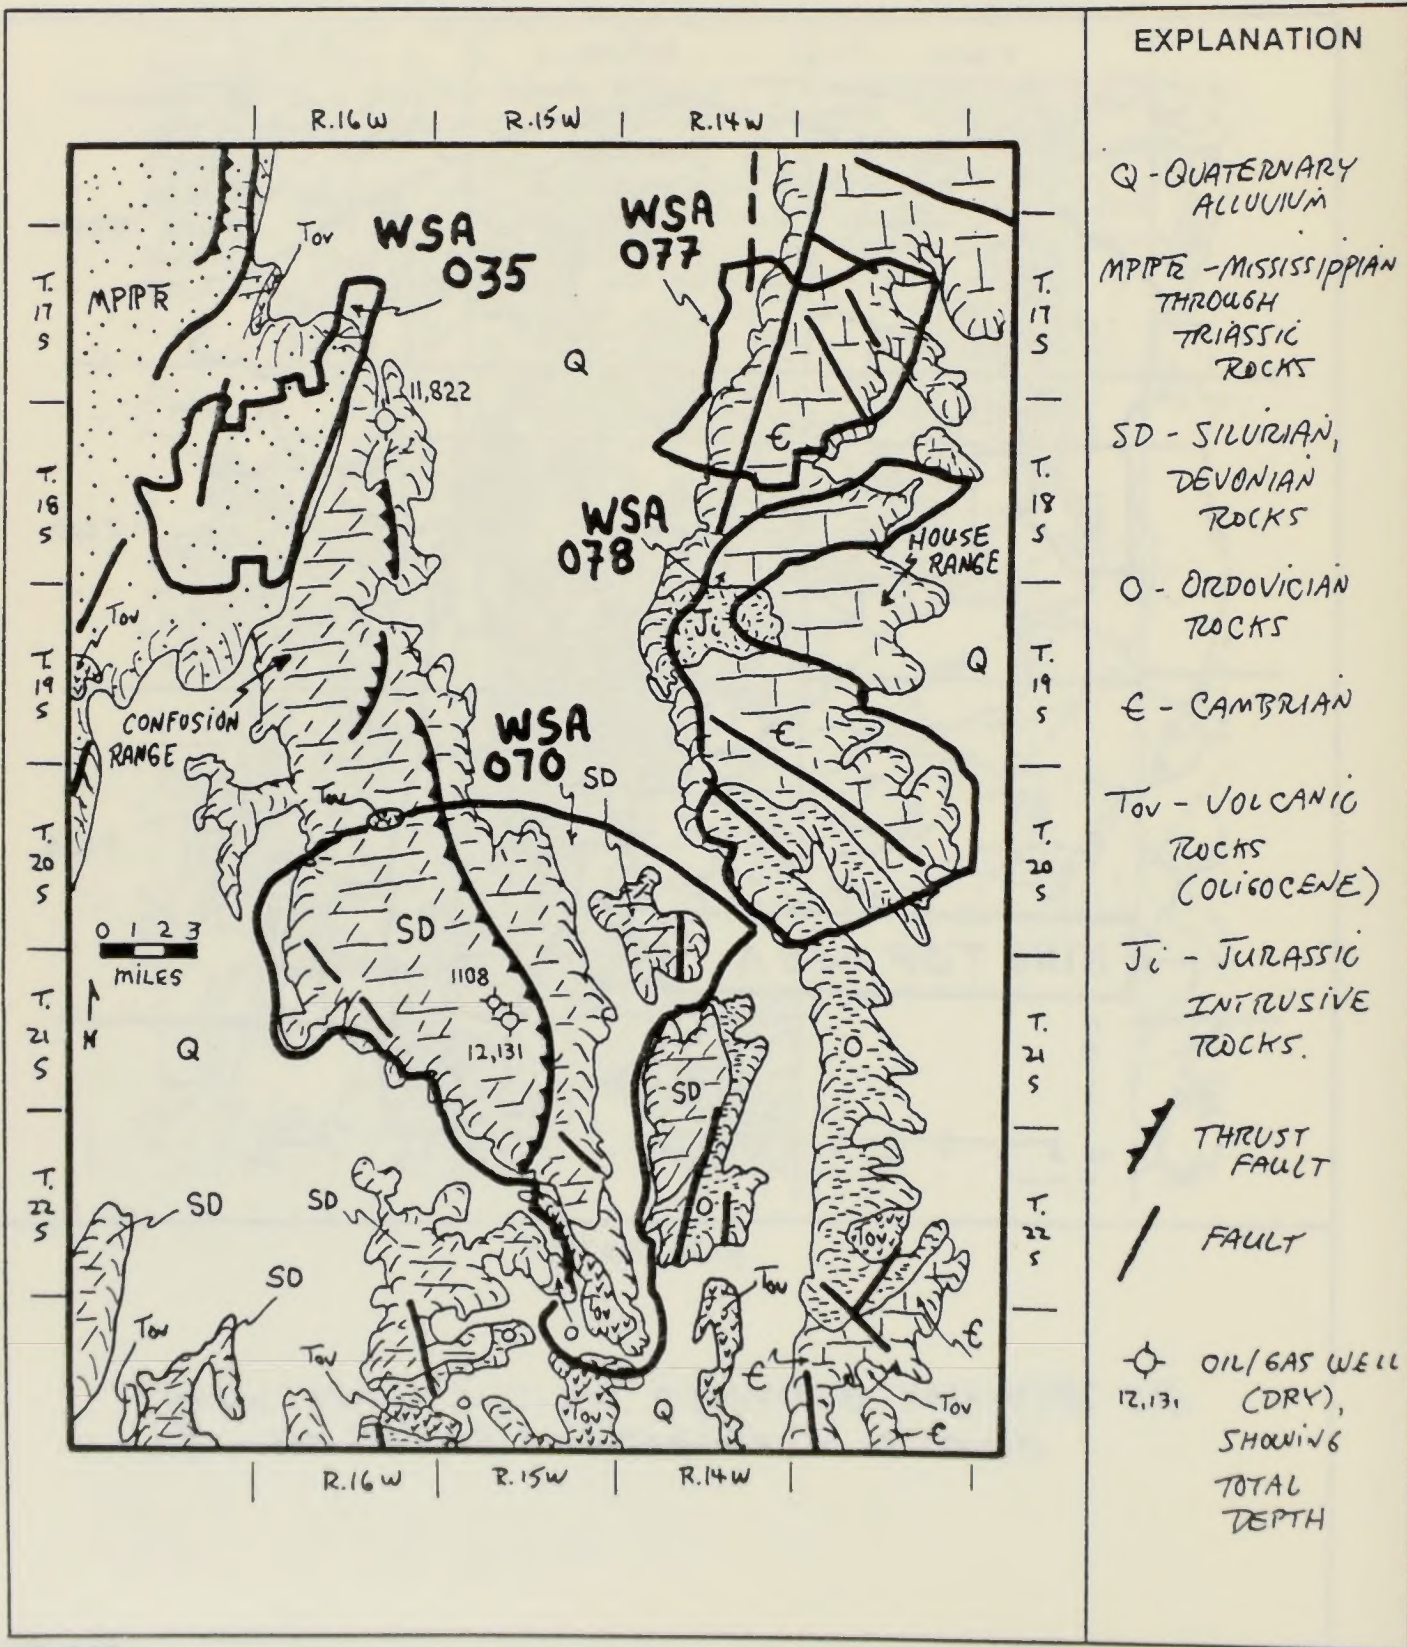 EXPLANATION
R.16W
R.15W
R.14W
Q - QUATERNARY
ALLUVIUM
MPIPTR - MISSISSIPPIAN
THROUGH
TRIASSIC
ROCKS
SD - SILURIAN,
DEVONIAN
ROCKS
O - ORDOVICIAN
ROCKS
Є - CAMBRIAN
Tov - VOLCANIC
ROCKS
(OLIGOCENE)
Ji - JURASSIC
INTRUSIVE
ROCKS.
THRUST
FAULT
FAULT
OIL/GAS WELL
12,131
(DRY),
SHOWING
TOTAL
DEPTH
T.
17
S
T.
18
S
T.
19
S
T.
20
S
T.
21
S
T.
22
S
Tov
WSA
035
MPIPTR
WSA
077
Q
11,822
Є
WSA
078
HOUSE
RANGE
Ji
Q
Tov
CONFUSION
RANGE
WSA
070
SD
Tov
Є
SD
0 1 2 3
MILES
N
Q
1108
12,131
SD
O
SD
SD
O
Tov
SD
Tov
Tov
O
Tov
Є
Є
Tov
Tov
O
O
Tov
Q
Є
T.
17
S
T.
18
S
T.
19
S
T.
20
S
T.
21
S
T.
22
S
R.16W
R.15W
R.14W